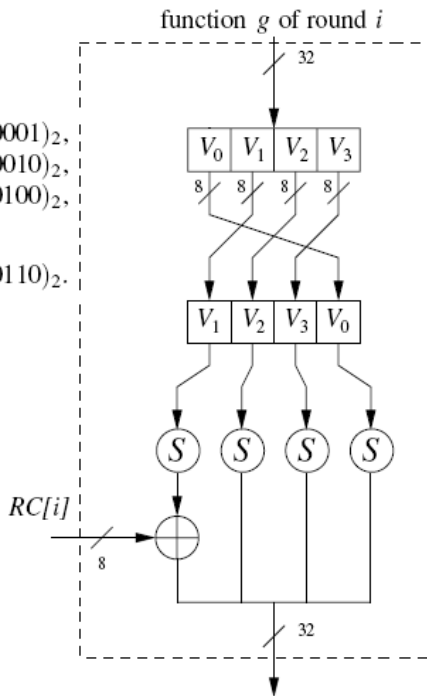 function g of round i
32
0001)₂,
0010)₂,
0100)₂,
0110)₂.
V₀ V₁ V₂ V₃
8 8 8 8
V₁ V₂ V₃ V₀
S S S S
RC[i]
8
32